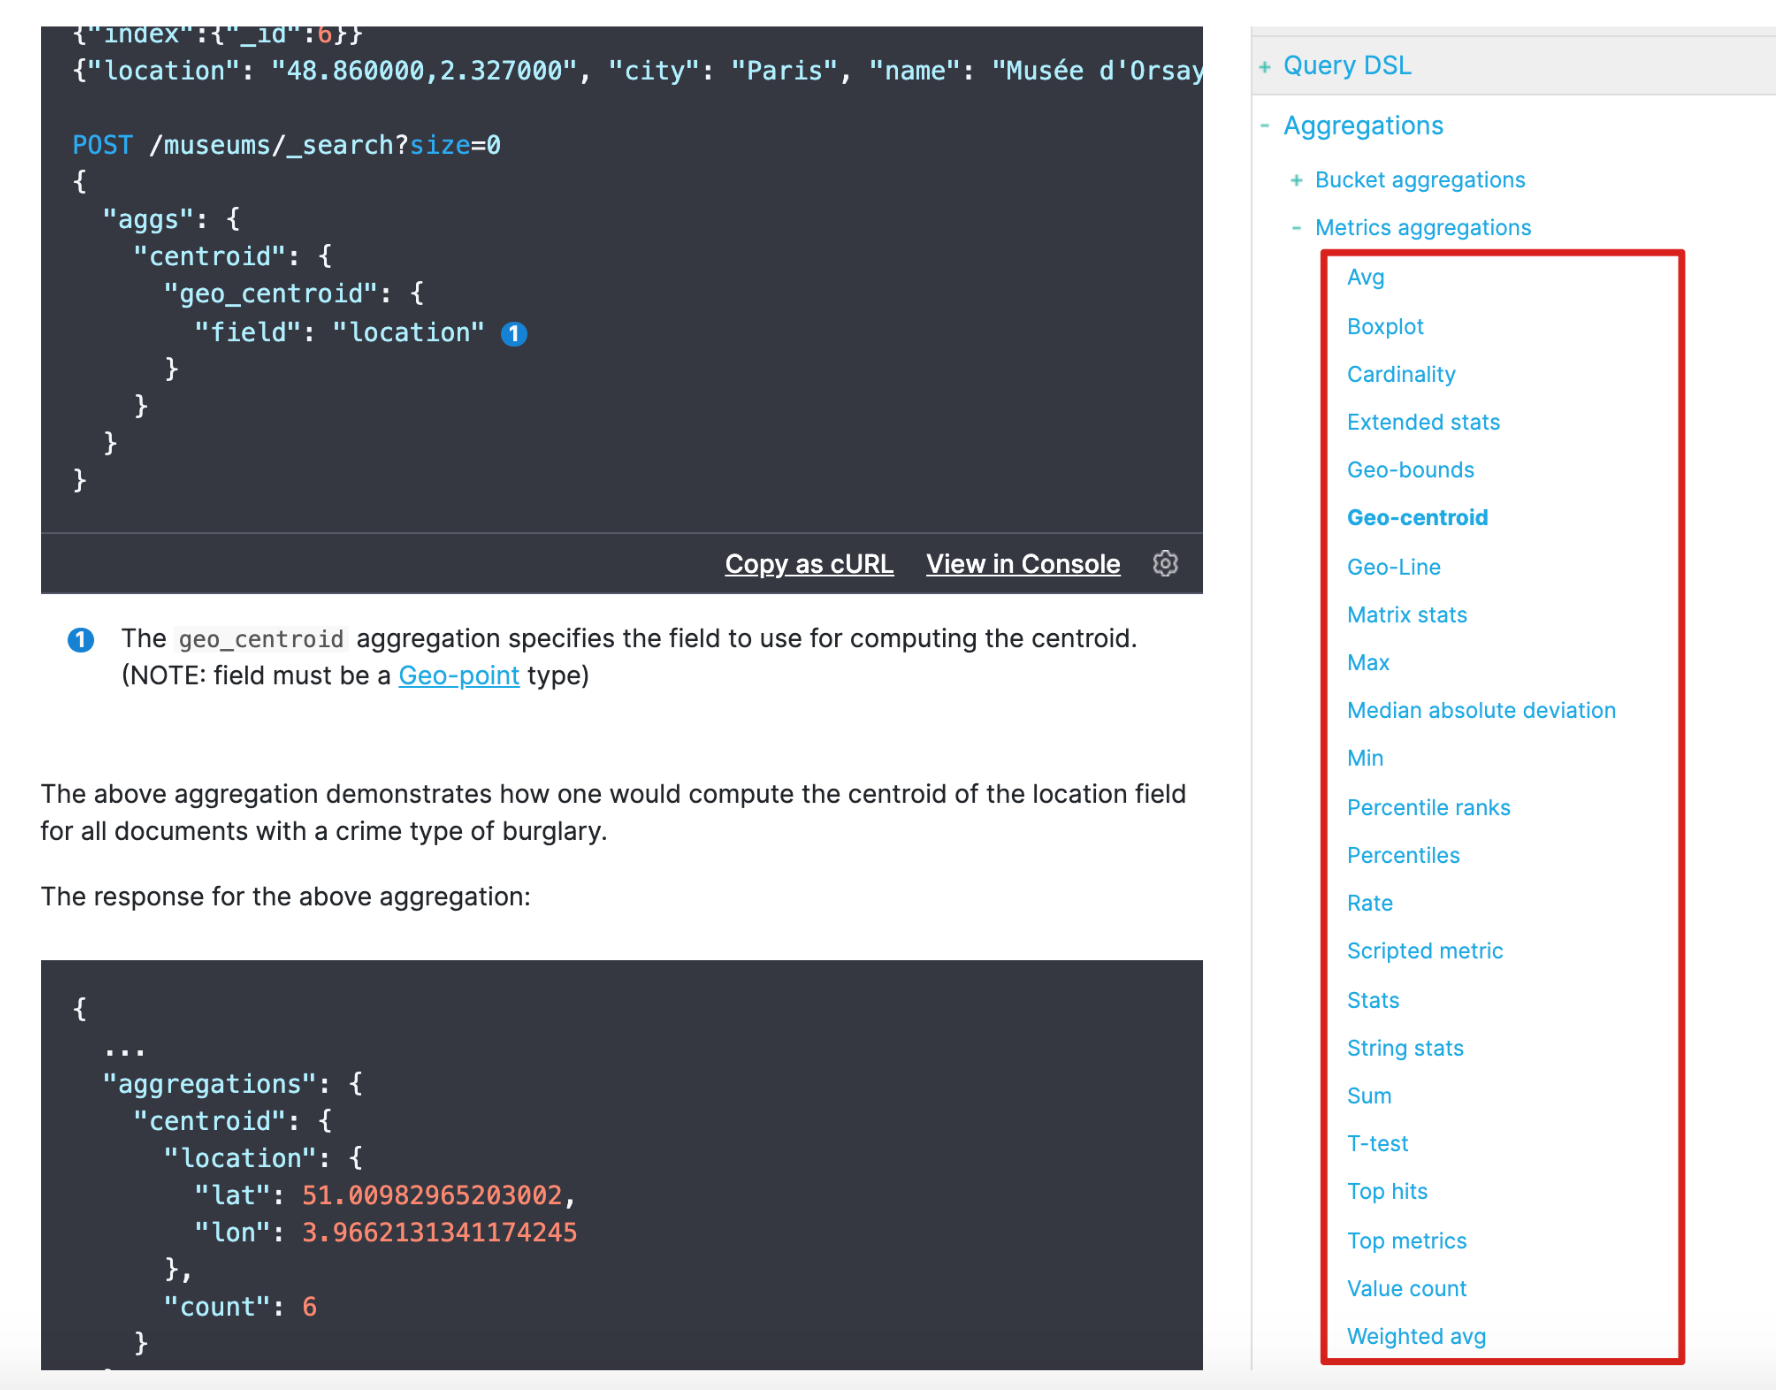 {"index":{"_id":6}}
{"location": "48.860000,2.327000", "city": "Paris", "name": "Musée d'Orsay
POST /museums/_search?size=0
{
"aggs": {
"centroid": {
"geo_centroid": {
"field": "location" 1
}
}
}
}
Copy as cURL View in Console
1 The geo_centroid aggregation specifies the field to use for computing the centroid.
(NOTE: field must be a Geo-point type)
The above aggregation demonstrates how one would compute the centroid of the location field
for all documents with a crime type of burglary.
The response for the above aggregation:
{
...
"aggregations": {
"centroid": {
"location": {
"lat": 51.00982965203002,
"lon": 3.9662131341174245
},
"count": 6
}
+ Query DSL
- Aggregations
+ Bucket aggregations
- Metrics aggregations
Avg
Boxplot
Cardinality
Extended stats
Geo-bounds
Geo-centroid
Geo-Line
Matrix stats
Max
Median absolute deviation
Min
Percentile ranks
Percentiles
Rate
Scripted metric
Stats
String stats
Sum
T-test
Top hits
Top metrics
Value count
Weighted avg